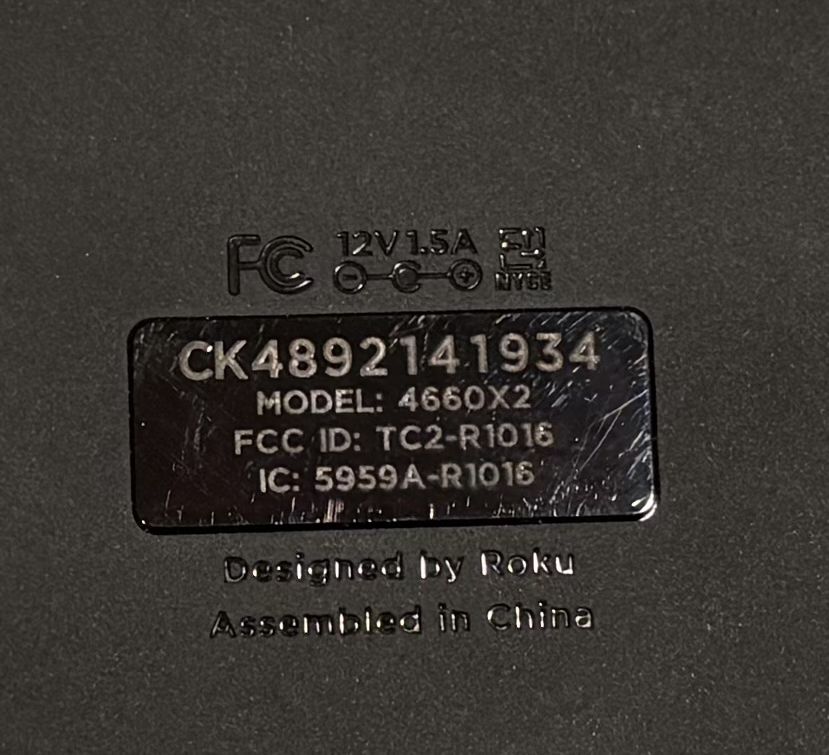 FC 12V 1.5A
NYCE
CK4892141934
MODEL: 4660X2
FCC ID: TC2-R1016
IC: 5959A-R1016
Designed by Roku
Assembled in China